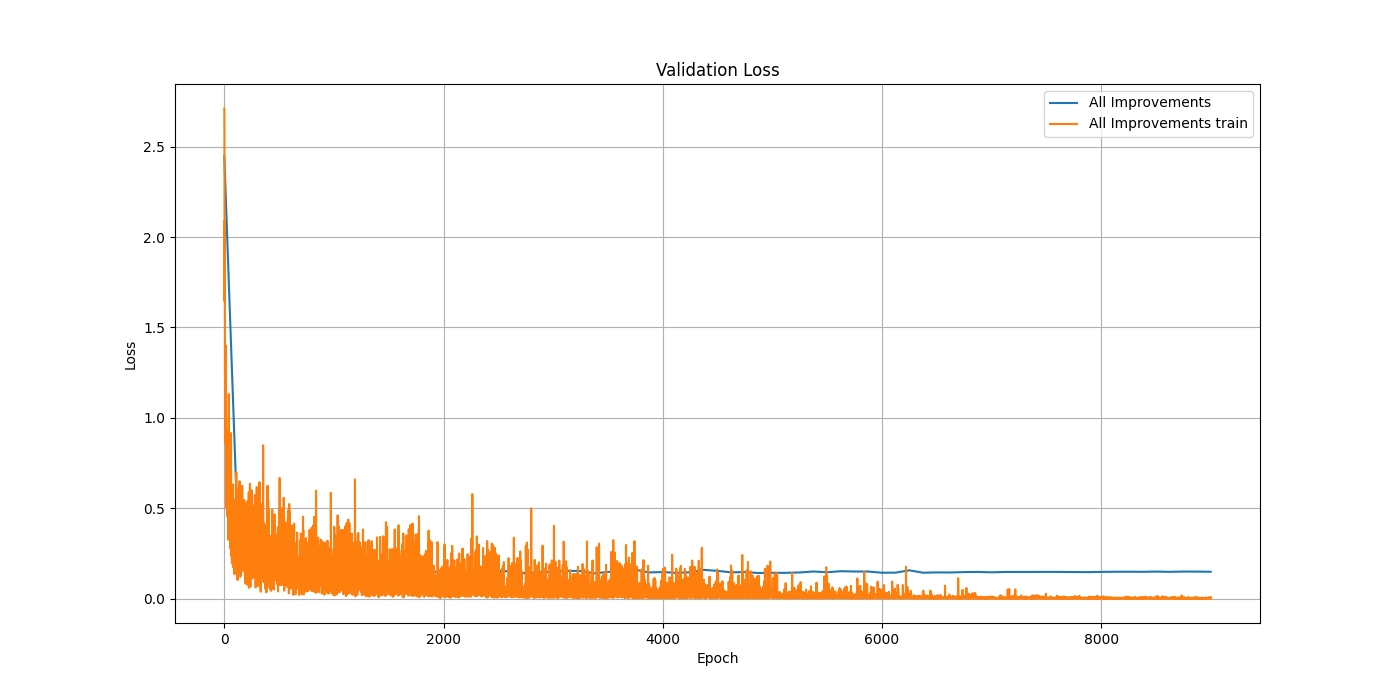 Validation Loss
All Improvements
All Improvements train
2.5
2.0
1.5
1.0
0.5
0.0
Loss
0 2000 4000 6000 8000
Epoch